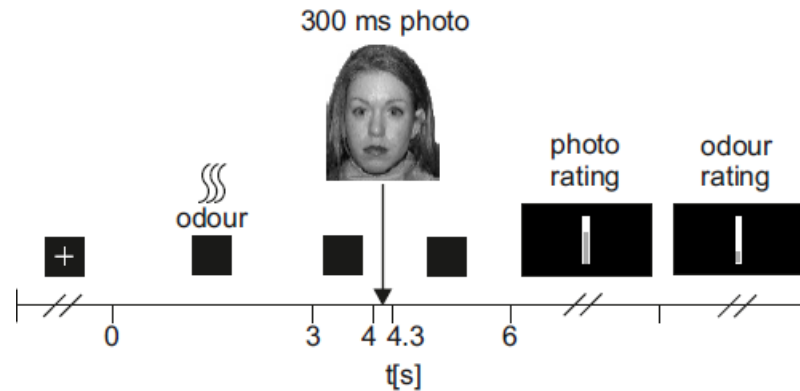 300 ms photo
photo
rating
odour
rating
odour
0
3
4
4.3
6
t[s]